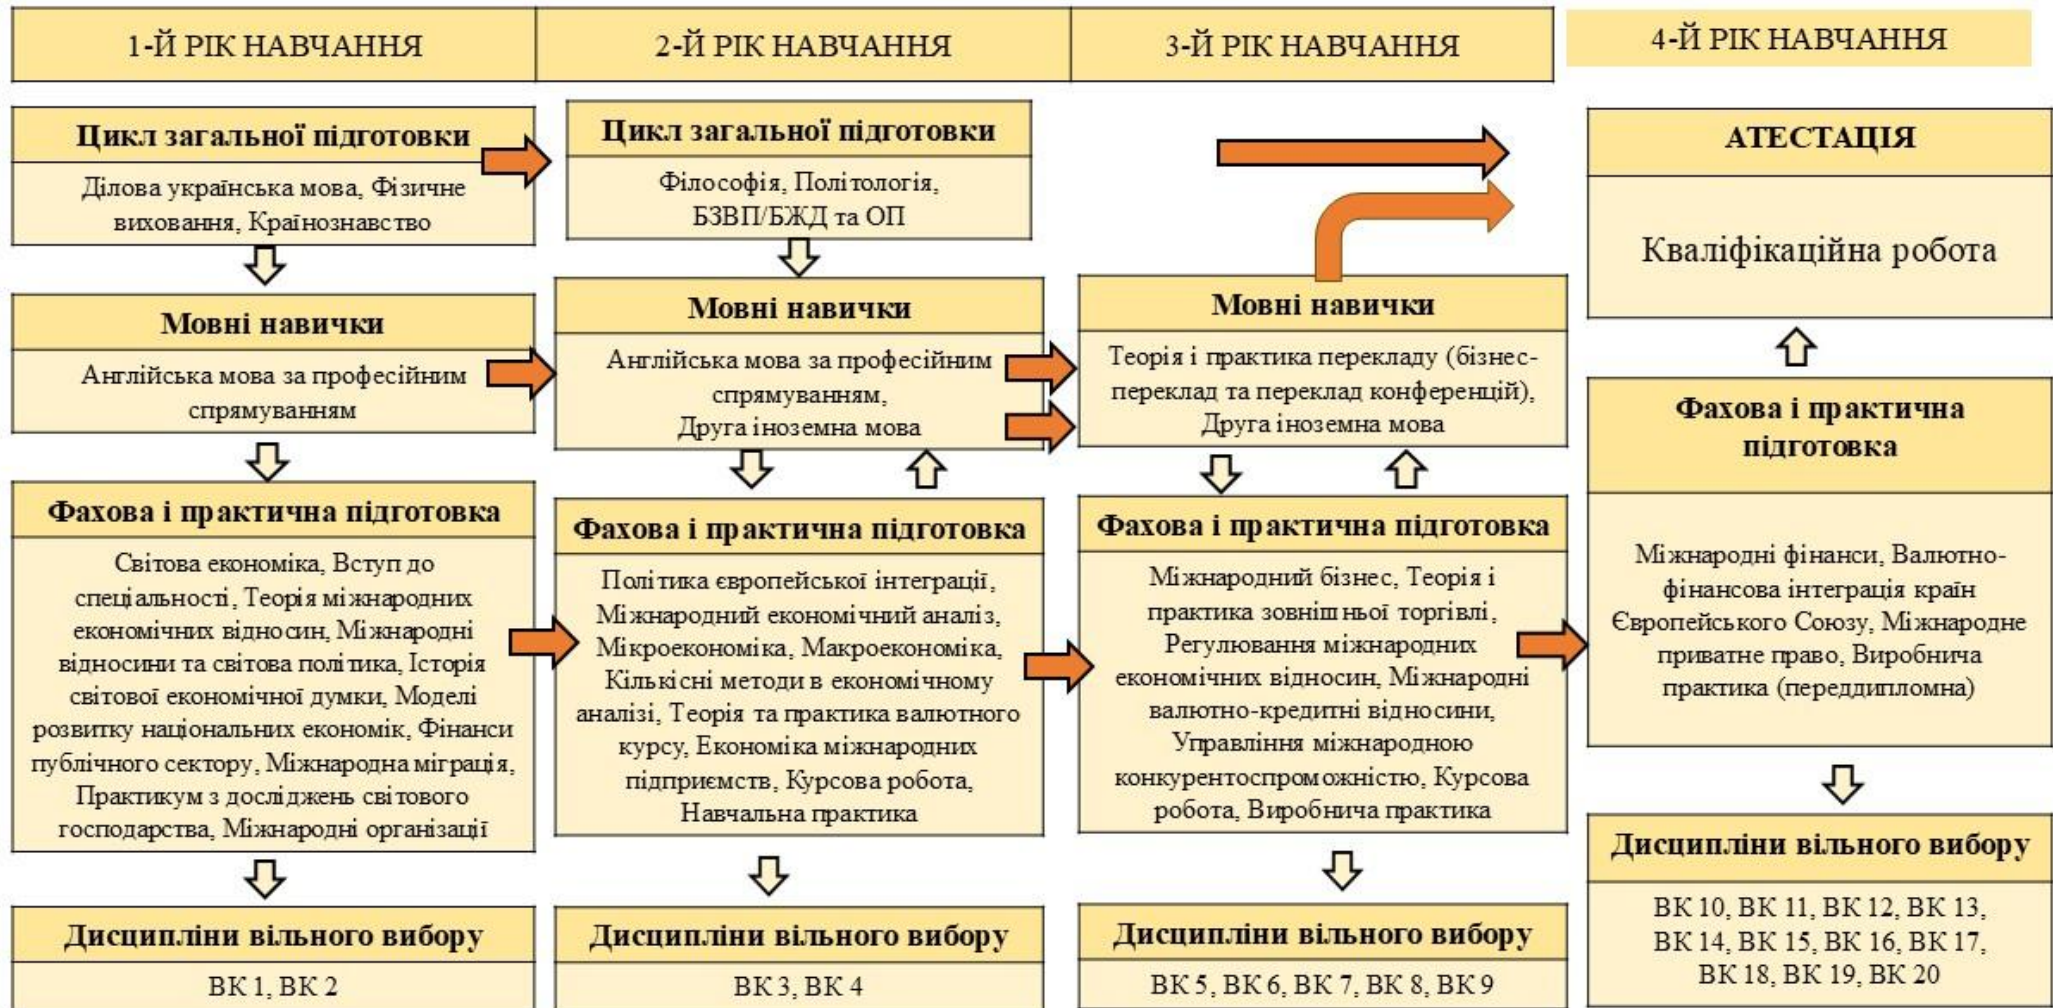 1-Й РІК НАВЧАННЯ
2-Й РІК НАВЧАННЯ
3-Й РІК НАВЧАННЯ
4-Й РІК НАВЧАННЯ
Цикл загальної підготовки
Ділова українська мова, Фізичне
виховання, Країнознавство
Мовні навички
Англійська мова за професійним
спрямуванням
Фахова і практична підготовка
Світова економіка, Вступ до
спеціальності, Теорія міжнародних
економічних відносин, Міжнародні
відносини та світова політика, Історія
світової економічної думки, Моделі
розвитку національних економік, Фінанси
публічного сектору, Міжнародна міграція,
Практикум з досліджень світового
господарства, Міжнародні організації
Дисципліни вільного вибору
ВК 1, ВК 2
Цикл загальної підготовки
Філософія, Політологія,
БЗВП/БЖД та ОП
Мовні навички
Англійська мова за професійним
спрямуванням,
Друга іноземна мова
Фахова і практична підготовка
Політика європейської інтеграції,
Міжнародний економічний аналіз,
Мікроекономіка, Макроекономіка,
Кількісні методи в економічному
аналізі, Теорія та практика валютного
курсу, Економіка міжнародних
підприємств, Курсова робота,
Навчальна практика
Дисципліни вільного вибору
ВК 3, ВК 4
Мовні навички
Теорія і практика перекладу (бізнес-
переклад та переклад конференцій),
Друга іноземна мова
Фахова і практична підготовка
Міжнародний бізнес, Теорія і
практика зовнішньої торгівлі,
Регулювання міжнародних
економічних відносин, Міжнародні
валютно-кредитні відносини,
Управління міжнародною
конкурентоспроможністю, Курсова
робота, Виробнича практика
Дисципліни вільного вибору
ВК 5, ВК 6, ВК 7, ВК 8, ВК 9
АТЕСТАЦІЯ
Кваліфікаційна робота
Фахова і практична
підготовка
Міжнародні фінанси, Валютно-
фінансова інтеграція країн
Європейського Союзу, Міжнародне
приватне право, Виробнича
практика (переддипломна)
Дисципліни вільного вибору
ВК 10, ВК 11, ВК 12, ВК 13,
ВК 14, ВК 15, ВК 16, ВК 17,
ВК 18, ВК 19, ВК 20